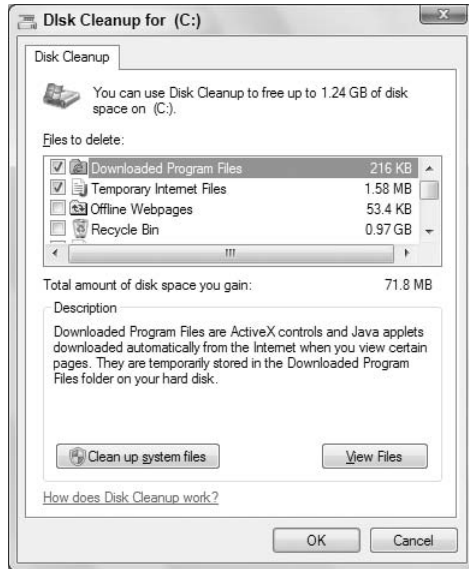 DIsk Cleanup for (C:)
Disk Cleanup
You can use Disk Cleanup to free up to 1.24 GB of disk
space on (C:).
Files to delete:
Downloaded Program Files 216 KB
Temporary Internet Files 1.58 MB
Offline Webpages 53.4 KB
Recycle Bin 0.97 GB
Total amount of disk space you gain: 71.8 MB
Description
Downloaded Program Files are ActiveX controls and Java applets
downloaded automatically from the Internet when you view certain
pages. They are temporarily stored in the Downloaded Program
Files folder on your hard disk.
Clean up system files View Files
How does Disk Cleanup work?
OK Cancel